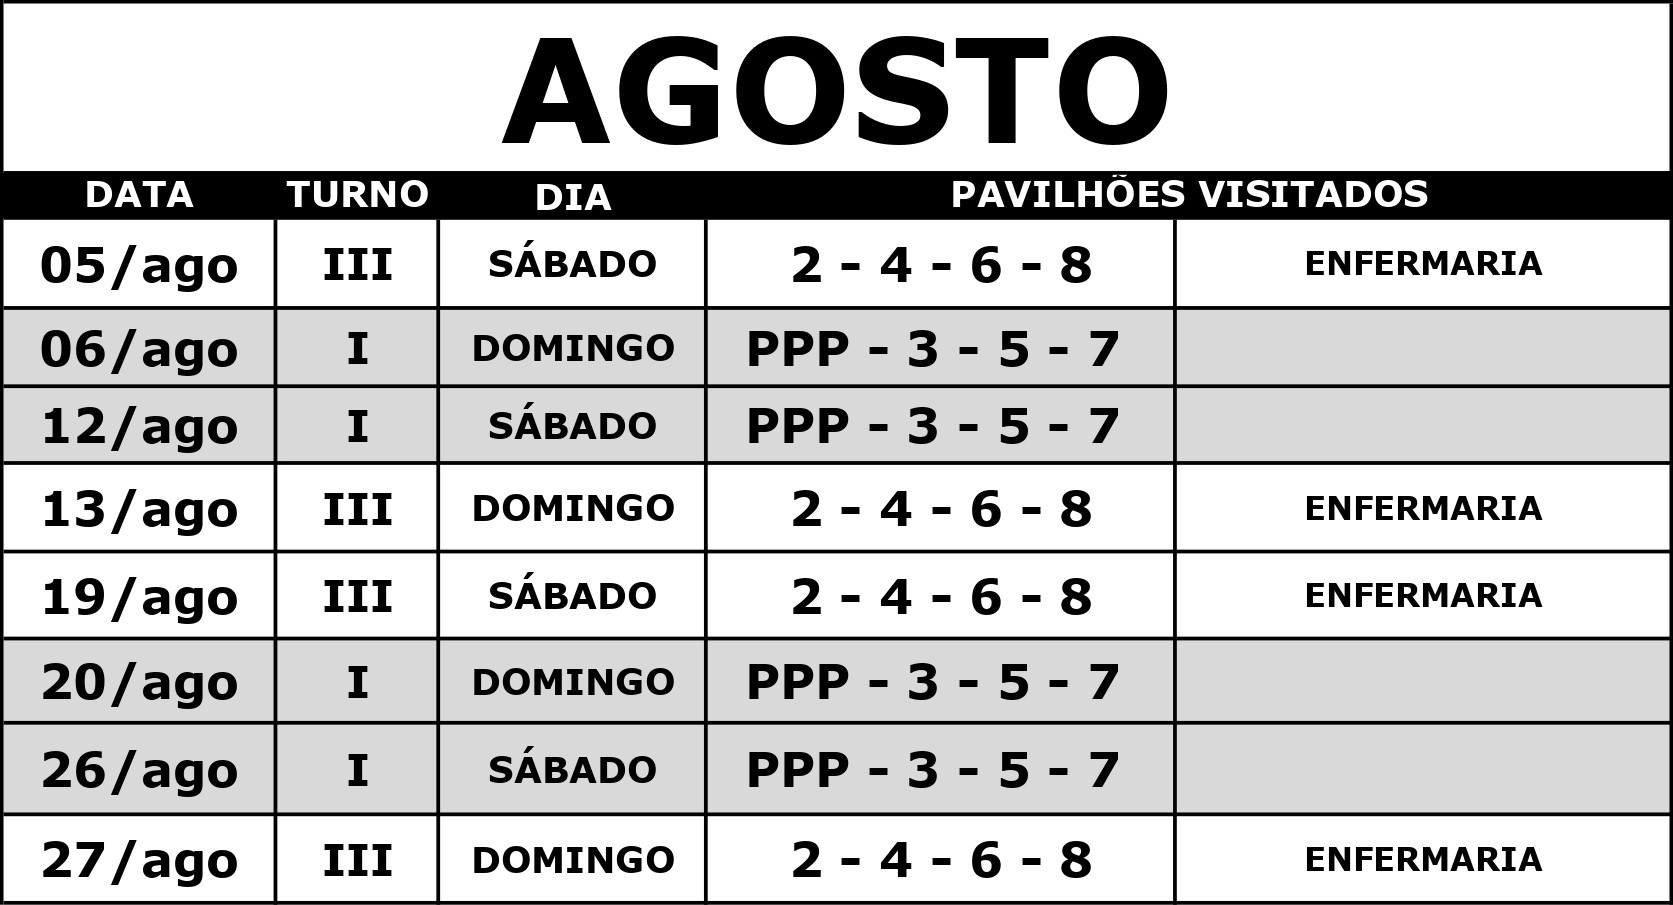 AGOSTO
DATA TURNO DIA PAVILHÕES VISITADOS
05/ago III SÁBADO 2 - 4 - 6 - 8 ENFERMARIA
06/ago I DOMINGO PPP - 3 - 5 - 7
12/ago I SÁBADO PPP - 3 - 5 - 7
13/ago III DOMINGO 2 - 4 - 6 - 8 ENFERMARIA
19/ago III SÁBADO 2 - 4 - 6 - 8 ENFERMARIA
20/ago I DOMINGO PPP - 3 - 5 - 7
26/ago I SÁBADO PPP - 3 - 5 - 7
27/ago III DOMINGO 2 - 4 - 6 - 8 ENFERMARIA